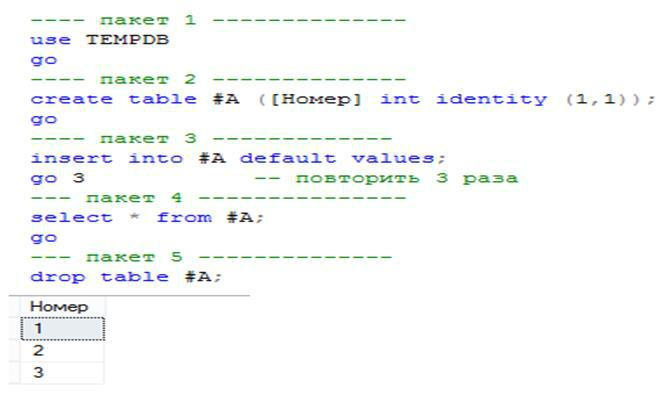 ---- пакет 1 --------------
use TEMPDB
go
---- пакет 2 --------------
create table #A ([Номер] int identity (1,1));
go
---- пакет 3 -------------
insert into #A default values;
go 3 -- повторить 3 раза
--- пакет 4 ---------------
select * from #A;
go
--- пакет 5 --------------
drop table #A;
Номер
1
2
3